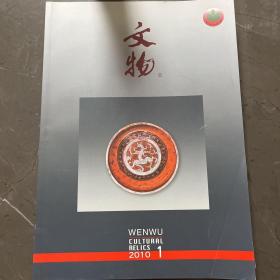 文物
WENWU
CULTURAL
RELICS
2010 1